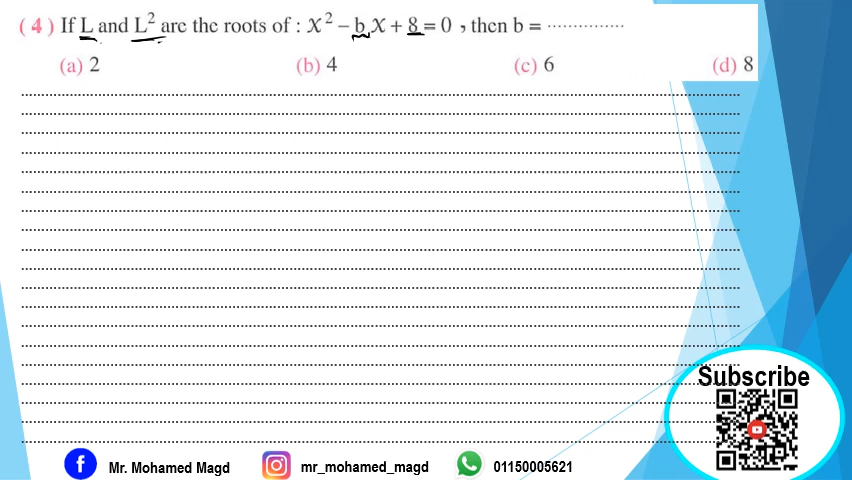 ( 4 ) If L and L² are the roots of : x² – b x + 8 = 0 , then b = ···············
(a) 2 (b) 4 (c) 6 (d) 8
Subscribe
Mr. Mohamed Magd mr_mohamed_magd 01150005621